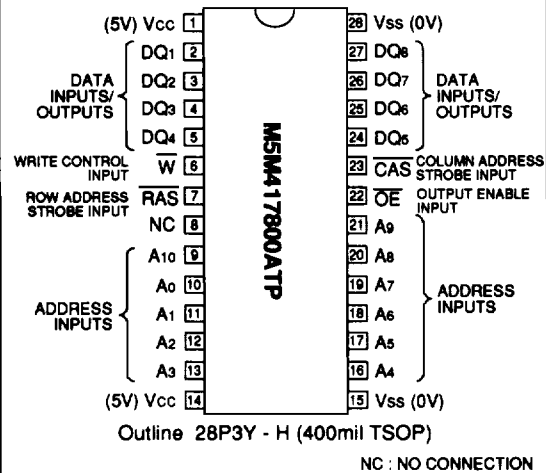 (5V) Vcc 1
DQ1 2
DQ2 3
DQ3 4
DQ4 5
DATA
INPUTS/
OUTPUTS
WRITE CONTROL
INPUT
W 6
ROW ADDRESS
STROBE INPUT
RAS 7
NC 8
A10 9
A0 10
A1 11
A2 12
A3 13
ADDRESS
INPUTS
(5V) Vcc 14
M5M417800ATP
28 Vss (0V)
27 DQ8
26 DQ7
25 DQ6
24 DQ5
DATA
INPUTS/
OUTPUTS
23 CAS
COLUMN ADDRESS
STROBE INPUT
22 OE
OUTPUT ENABLE
INPUT
21 A9
20 A8
19 A7
18 A6
17 A5
16 A4
ADDRESS
INPUTS
15 Vss (0V)
Outline 28P3Y - H (400mil TSOP)
NC : NO CONNECTION